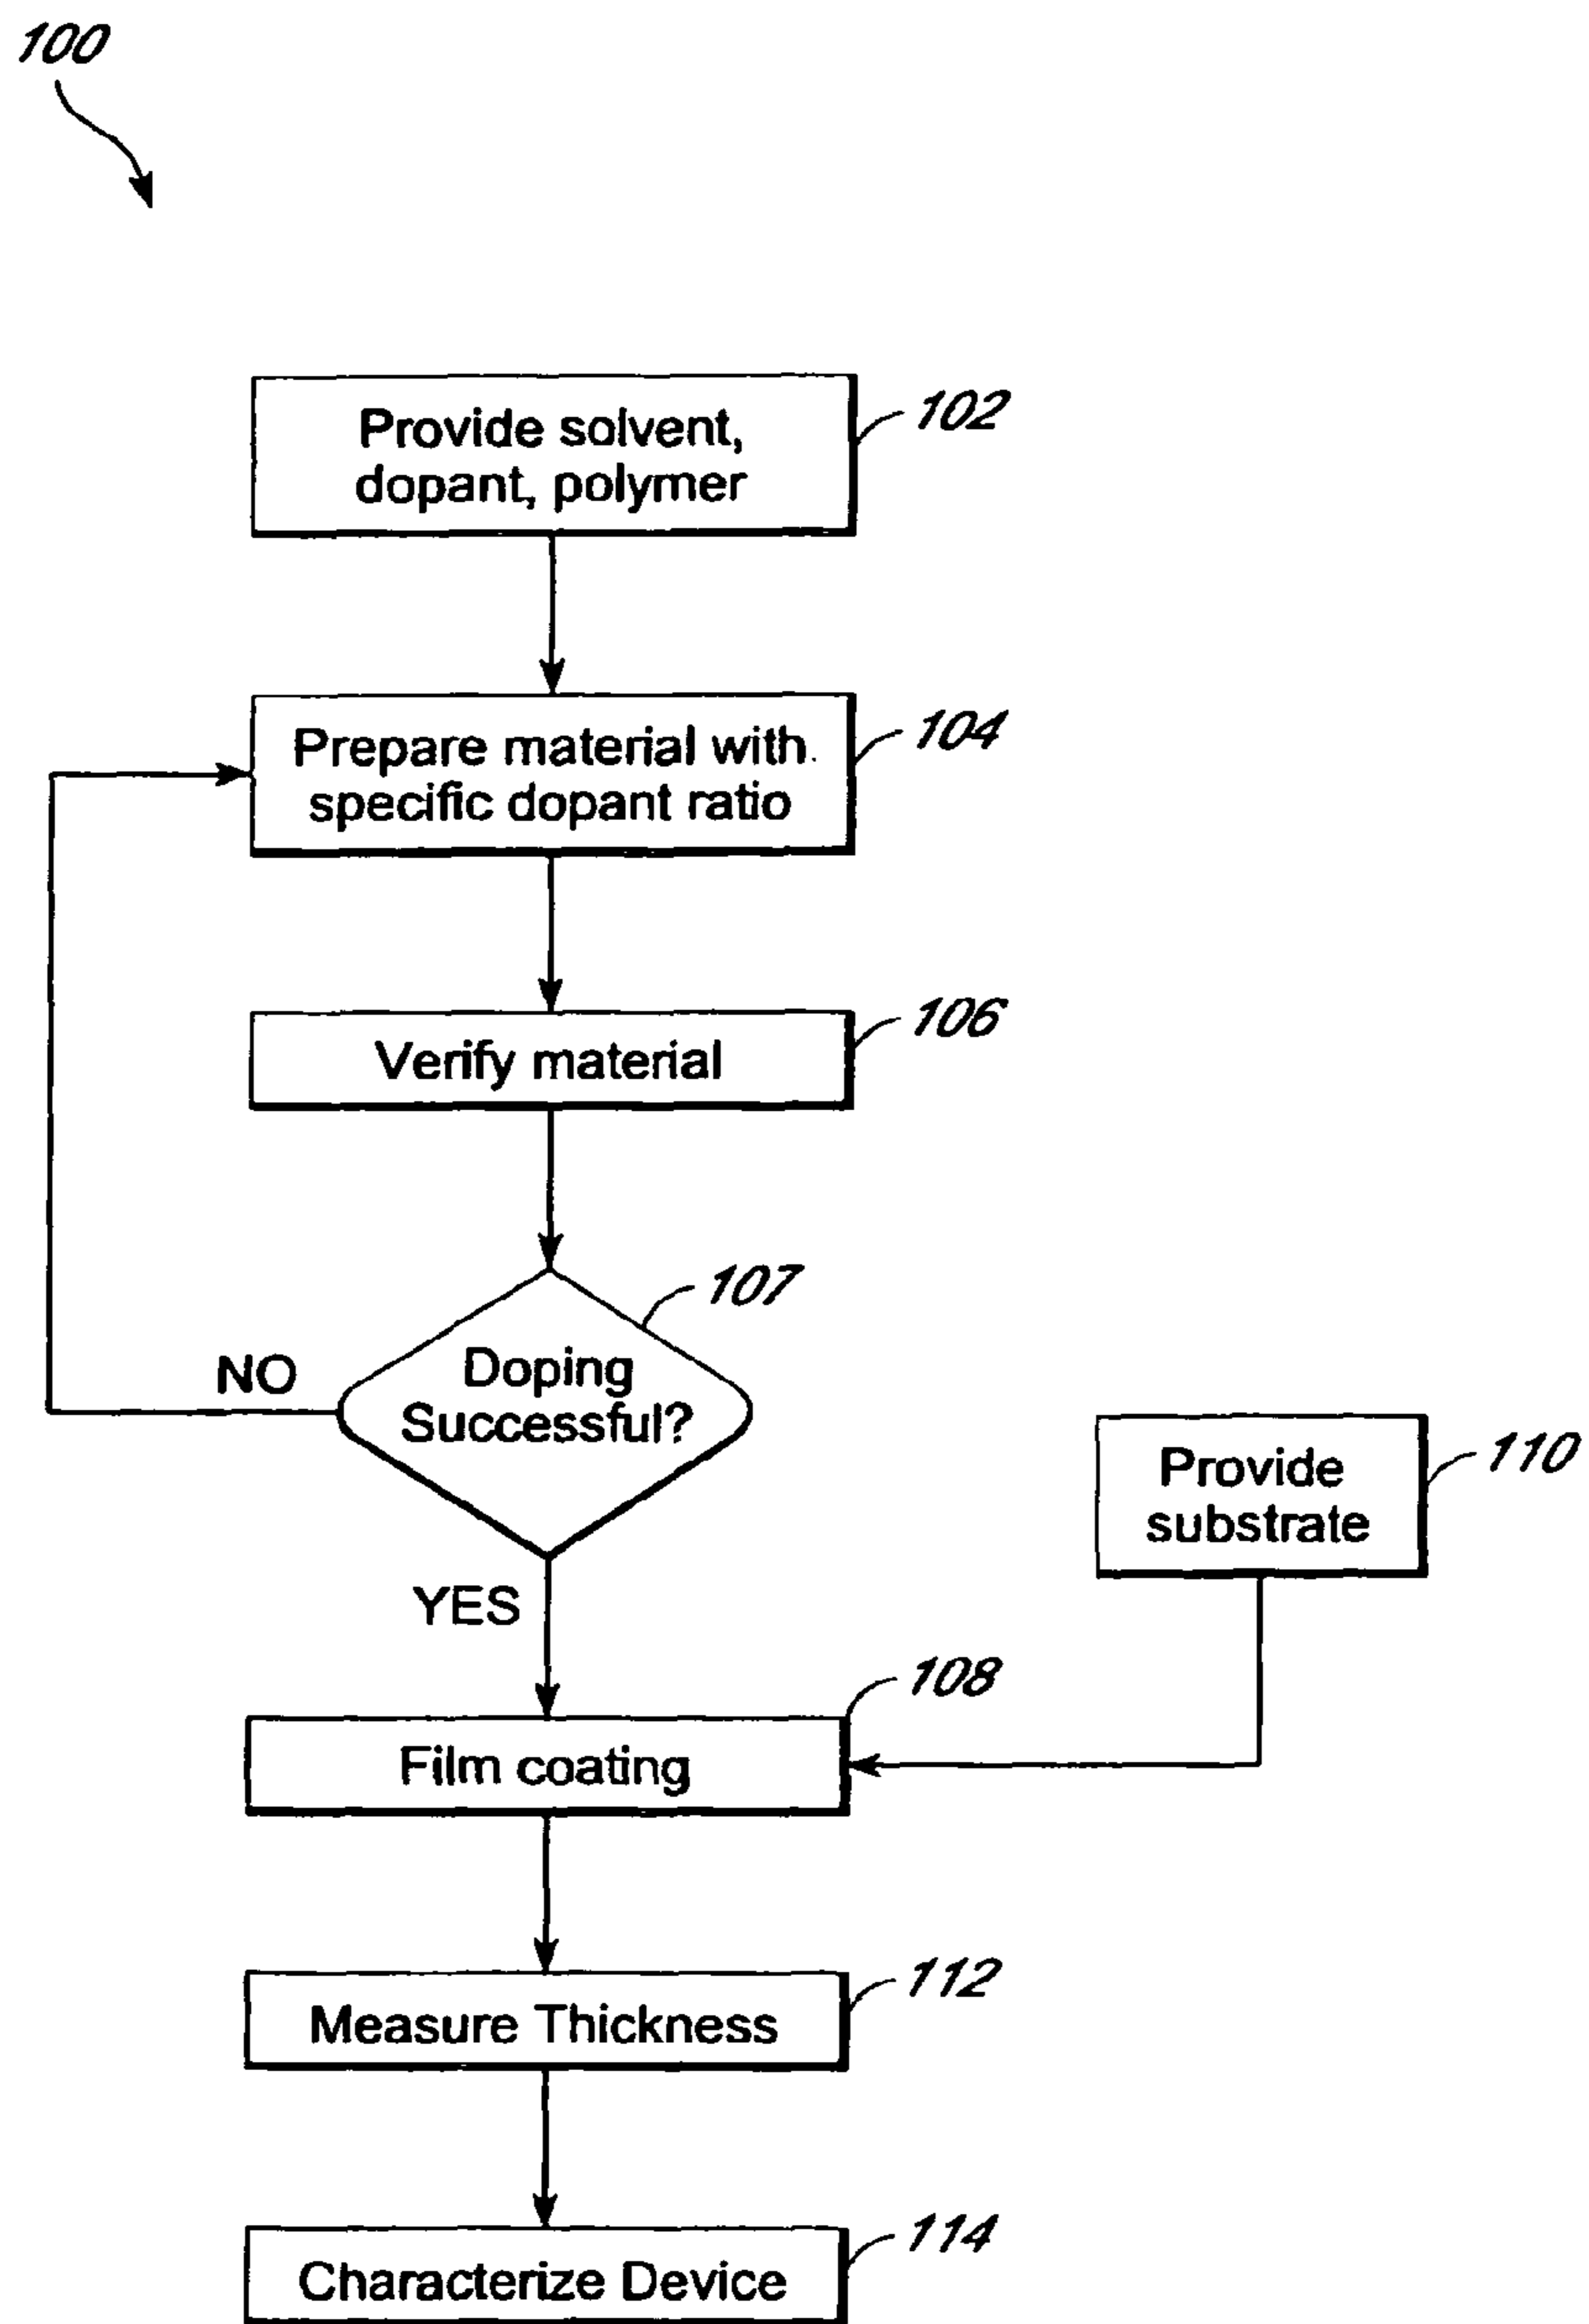 100
Provide solvent,
dopant, polymer
102
Prepare material with
specific dopant ratio
104
Verify material
106
Doping
Successful?
107
NO
YES
Provide
substrate
110
Film coating
108
Measure Thickness
112
Characterize Device
114